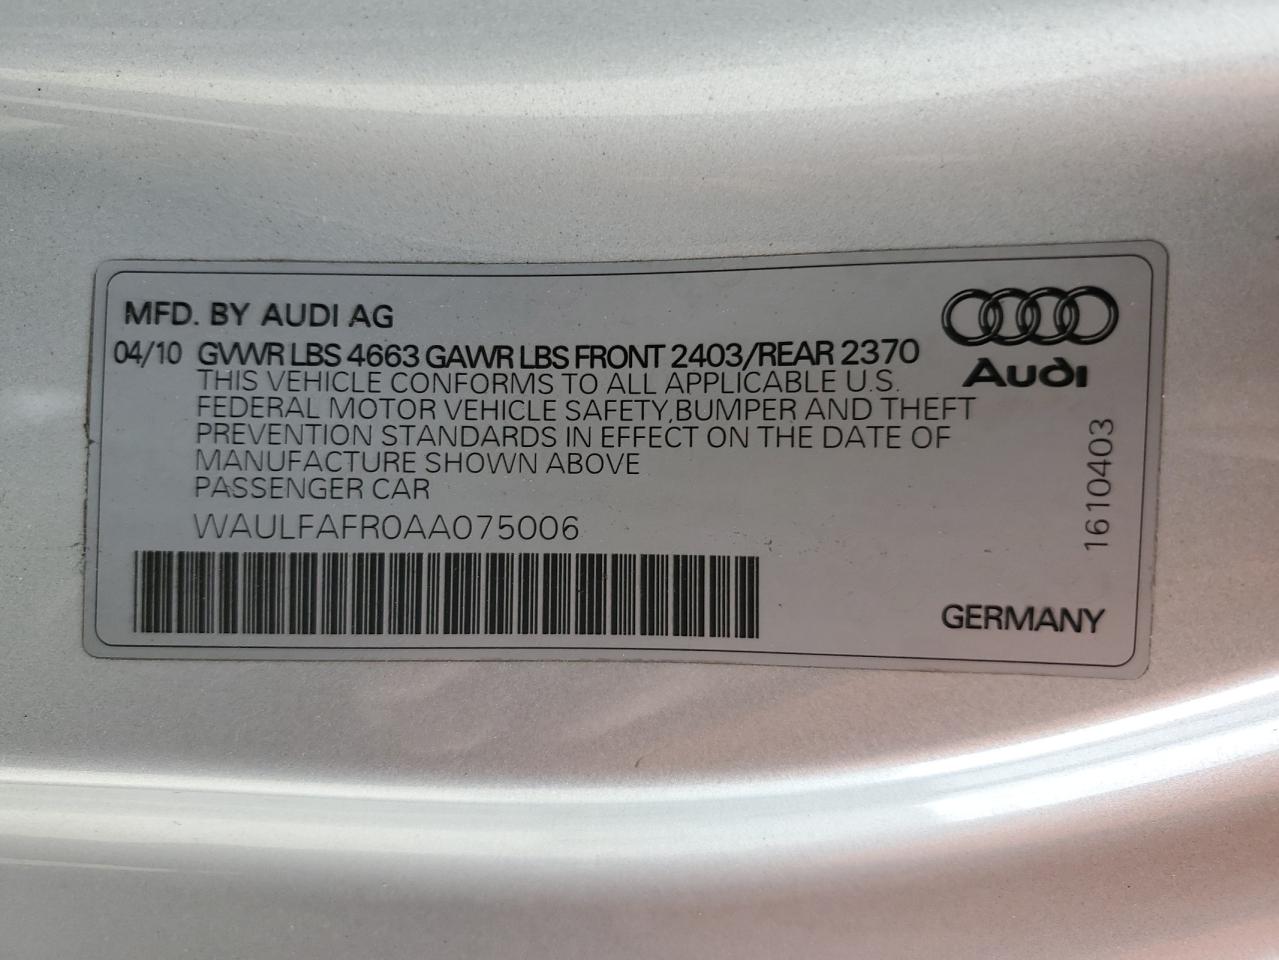 MFD. BY AUDI AG
04/10 GVWR LBS 4663 GAWR LBS FRONT 2403/REAR 2370
THIS VEHICLE CONFORMS TO ALL APPLICABLE U.S.
FEDERAL MOTOR VEHICLE SAFETY, BUMPER AND THEFT
PREVENTION STANDARDS IN EFFECT ON THE DATE OF
MANUFACTURE SHOWN ABOVE
PASSENGER CAR
WAULFAFR0AA075006
Audi
1610403
GERMANY